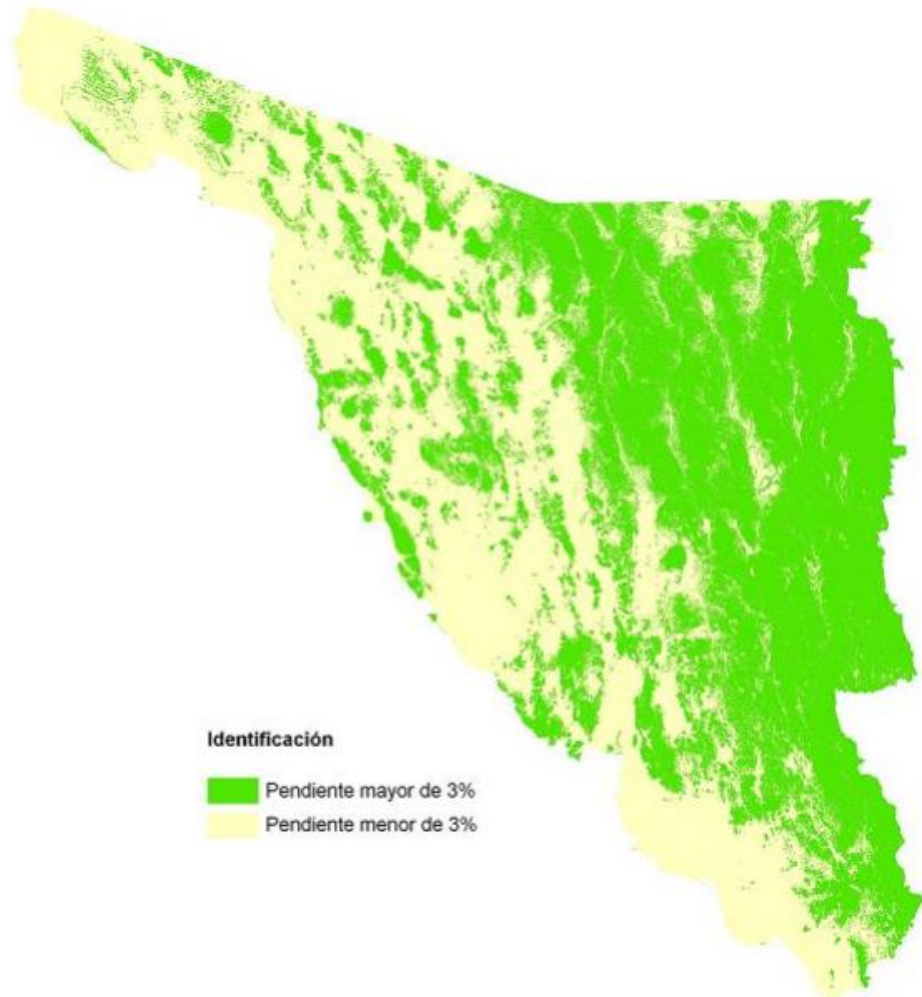 Identificación
Pendiente mayor de 3%
Pendiente menor de 3%